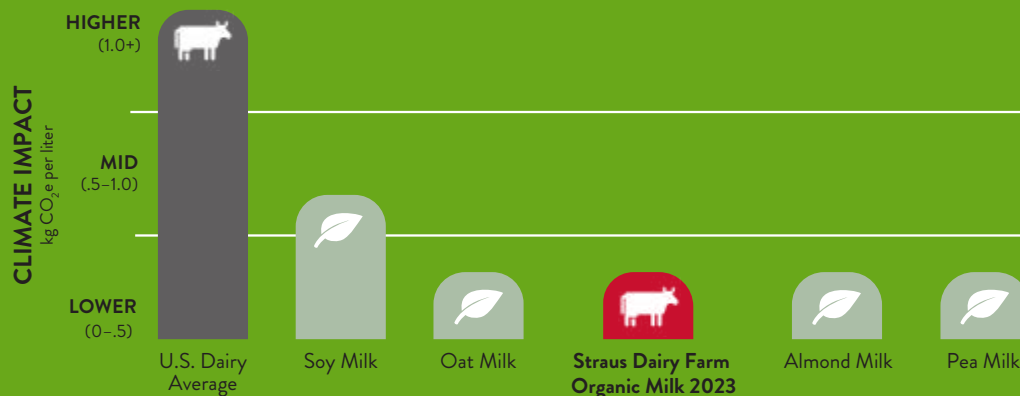 CLIMATE IMPACT
kg CO₂e per liter
HIGHER
(1.0+)
MID
(.5–1.0)
LOWER
(0–.5)
U.S. Dairy
Average
Soy Milk
Oat Milk
Straus Dairy Farm
Organic Milk 2023
Almond Milk
Pea Milk